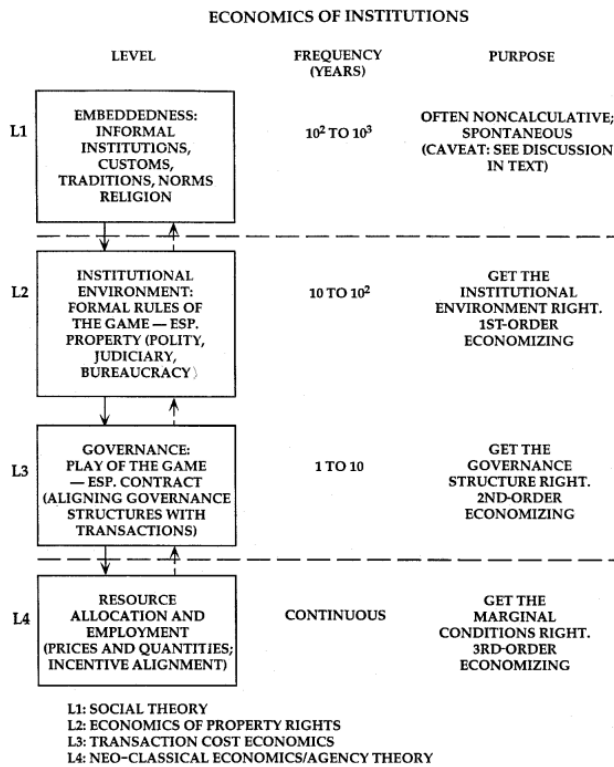 ECONOMICS OF INSTITUTIONS
LEVEL
FREQUENCY
(YEARS)
PURPOSE
L1
EMBEDDEDNESS:
INFORMAL
INSTITUTIONS,
CUSTOMS,
TRADITIONS, NORMS
RELIGION
10² TO 10³
OFTEN NONCALCULATIVE;
SPONTANEOUS
(CAVEAT: SEE DISCUSSION
IN TEXT)
L2
INSTITUTIONAL
ENVIRONMENT:
FORMAL RULES OF
THE GAME — ESP.
PROPERTY (POLITY,
JUDICIARY,
BUREAUCRACY)
10 TO 10²
GET THE
INSTITUTIONAL
ENVIRONMENT RIGHT.
1ST-ORDER
ECONOMIZING
L3
GOVERNANCE:
PLAY OF THE GAME
— ESP. CONTRACT
(ALIGNING GOVERNANCE
STRUCTURES WITH
TRANSACTIONS)
1 TO 10
GET THE
GOVERNANCE
STRUCTURE RIGHT.
2ND-ORDER
ECONOMIZING
L4
RESOURCE
ALLOCATION AND
EMPLOYMENT
(PRICES AND QUANTITIES;
INCENTIVE ALIGNMENT)
CONTINUOUS
GET THE
MARGINAL
CONDITIONS RIGHT.
3RD-ORDER
ECONOMIZING
L1: SOCIAL THEORY
L2: ECONOMICS OF PROPERTY RIGHTS
L3: TRANSACTION COST ECONOMICS
L4: NEO-CLASSICAL ECONOMICS/AGENCY THEORY